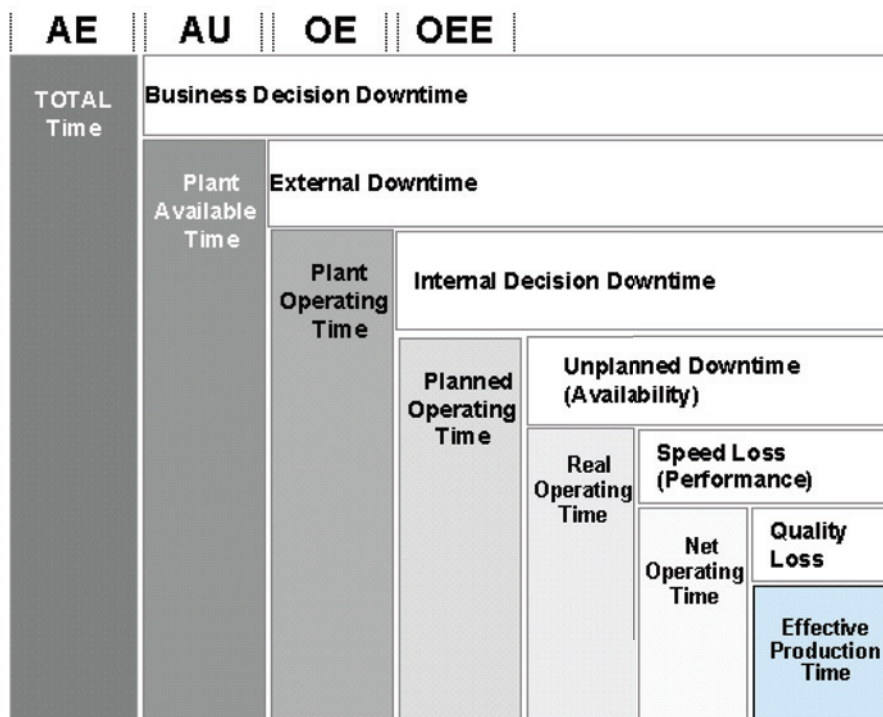 AE AU OE OEE
TOTAL
Time
Business Decision Downtime
Plant
Available
Time
External Downtime
Plant
Operating
Time
Internal Decision Downtime
Planned
Operating
Time
Unplanned Downtime
(Availability)
Real
Operating
Time
Speed Loss
(Performance)
Net
Operating
Time
Quality
Loss
Effective
Production
Time